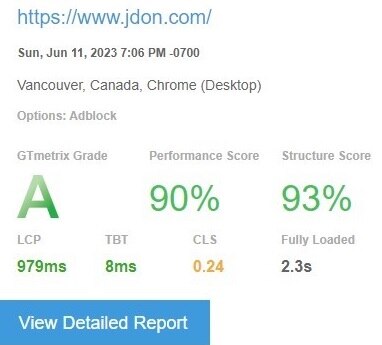 https://www.jdon.com/
Sun, Jun 11, 2023 7:06 PM -0700
Vancouver, Canada, Chrome (Desktop)
Options: Adblock
GTmetrix Grade Performance Score Structure Score
A 90% 93%
LCP TBT CLS Fully Loaded
979ms 8ms 0.24 2.3s
View Detailed Report